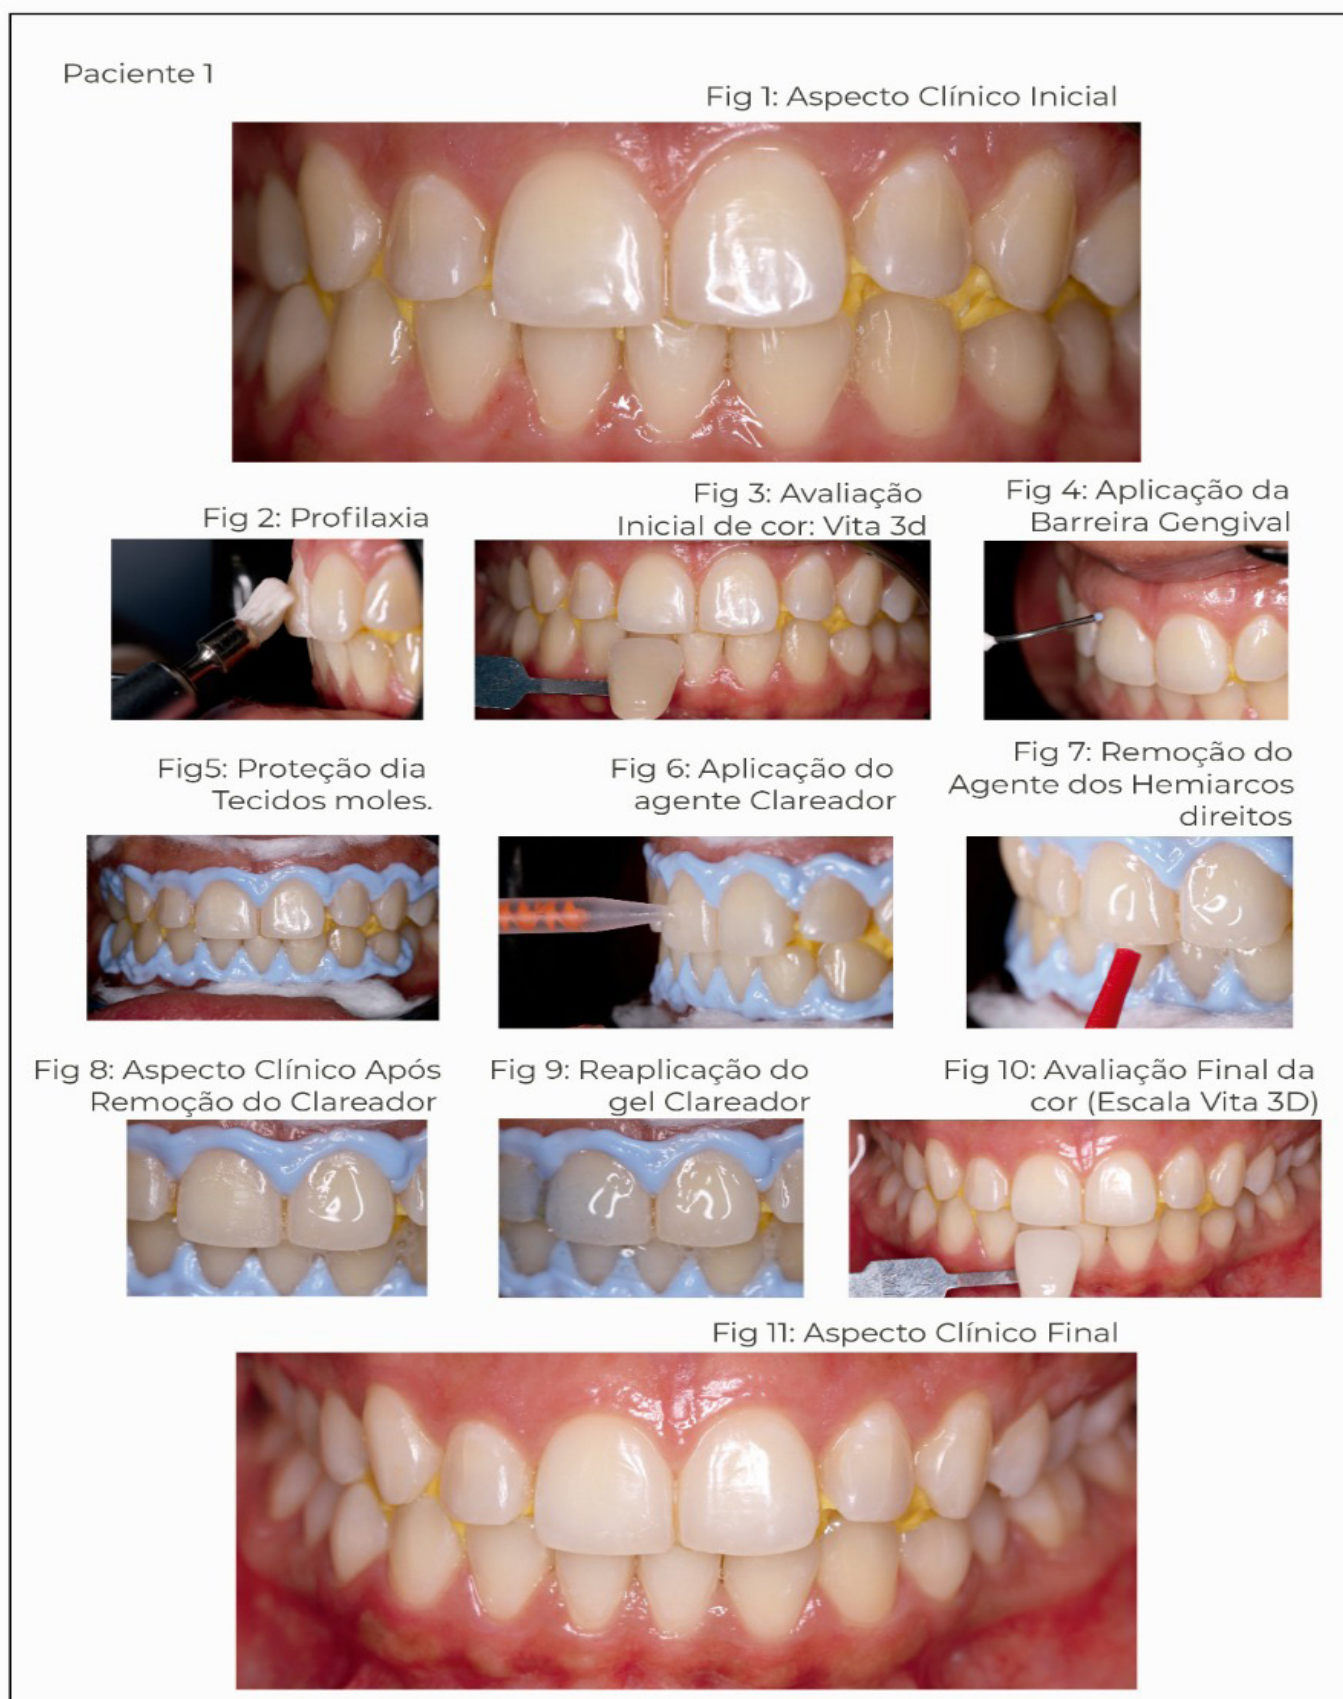 Paciente 1
Fig 1: Aspecto Clínico Inicial
Fig 2: Profilaxia
Fig 3: Avaliação
Inicial de cor: Vita 3d
Fig 4: Aplicação da
Barreira Gengival
Fig5: Proteção dia
Tecidos moles.
Fig 6: Aplicação do
agente Clareador
Fig 7: Remoção do
Agente dos Hemiarcos
direitos
Fig 8: Aspecto Clínico Após
Remoção do Clareador
Fig 9: Reaplicação do
gel Clareador
Fig 10: Avaliação Final da
cor (Escala Vita 3D)
Fig 11: Aspecto Clínico Final